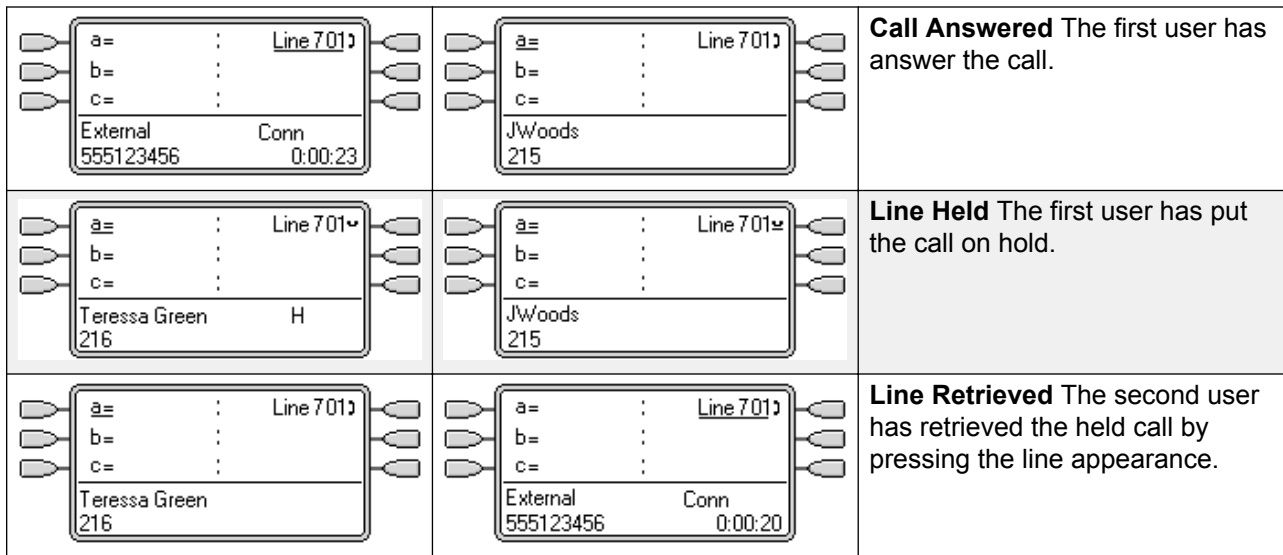 a= : Line 701
b= :
c= :
External Conn
555123456 0:00:23
a= : Line 701
b= :
c= :
JWoods
215
Call Answered The first user has
answer the call.
a= : Line 701
b= :
c= :
Teressa Green H
216
a= : Line 701
b= :
c= :
JWoods
215
Line Held The first user has put
the call on hold.
a= : Line 701
b= :
c= :
Teressa Green
216
a= : Line 701
b= :
c= :
External Conn
555123456 0:00:20
Line Retrieved The second user
has retrieved the held call by
pressing the line appearance.